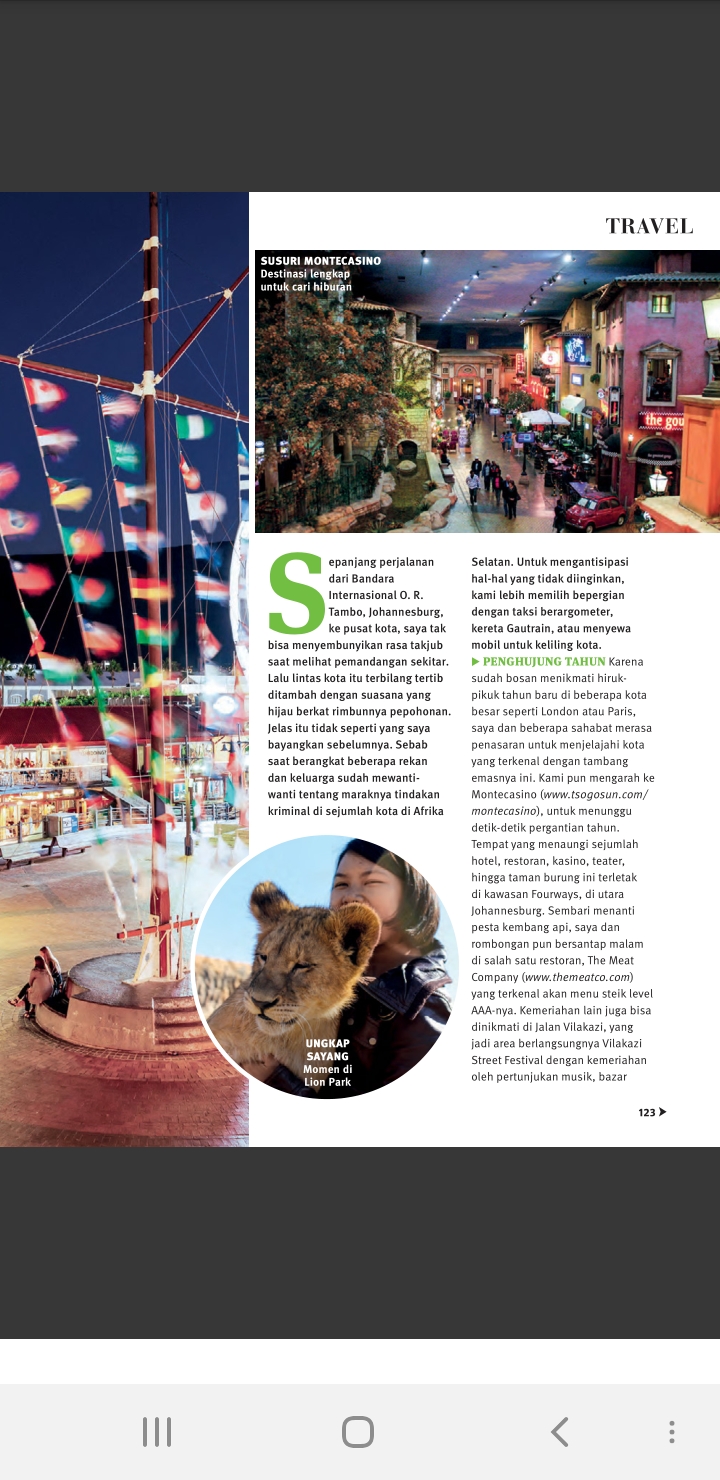 TRAVEL
SUSURI MONTECASINO
Destinasi lengkap
untuk cari hiburan
the gou
Sepanjang perjalanan
dari Bandara
Internasional O. R.
Tambo, Johannesburg,
ke pusat kota, saya tak
bisa menyembunyikan rasa takjub
saat melihat pemandangan sekitar.
Lalu lintas kota itu terbilang tertib
ditambah dengan suasana yang
hijau berkat rimbunnya pepohonan.
Jelas itu tidak seperti yang saya
bayangkan sebelumnya. Sebab
saat berangkat beberapa rekan
dan keluarga sudah mewanti-
wanti tentang maraknya tindakan
kriminal di sejumlah kota di Afrika
Selatan. Untuk mengantisipasi
hal-hal yang tidak diinginkan,
kami lebih memilih bepergian
dengan taksi berargometer,
kereta Gautrain, atau menyewa
mobil untuk keliling kota.
▶ PENGHUJUNG TAHUN Karena
sudah bosan menikmati hiruk-
pikuk tahun baru di beberapa kota
besar seperti London atau Paris,
saya dan beberapa sahabat merasa
penasaran untuk menjelajahi kota
yang terkenal dengan tambang
emasnya ini. Kami pun mengarah ke
Montecasino (www.tsogosun.com/
montecasino), untuk menunggu
detik-detik pergantian tahun.
Tempat yang menaungi sejumlah
hotel, restoran, kasino, teater,
hingga taman burung ini terletak
di kawasan Fourways, di utara
Johannesburg. Sembari menanti
pesta kembang api, saya dan
rombongan pun bersantap malam
di salah satu restoran, The Meat
Company (www.themeatco.com)
yang terkenal akan menu steik level
AAA-nya. Kemeriahan lain juga bisa
dinikmati di Jalan Vilakazi, yang
jadi area berlangsungnya Vilakazi
Street Festival dengan kemeriahan
oleh pertunjukan musik, bazar
UNGKAP
SAYANG
Momen di
Lion Park
123 ➤